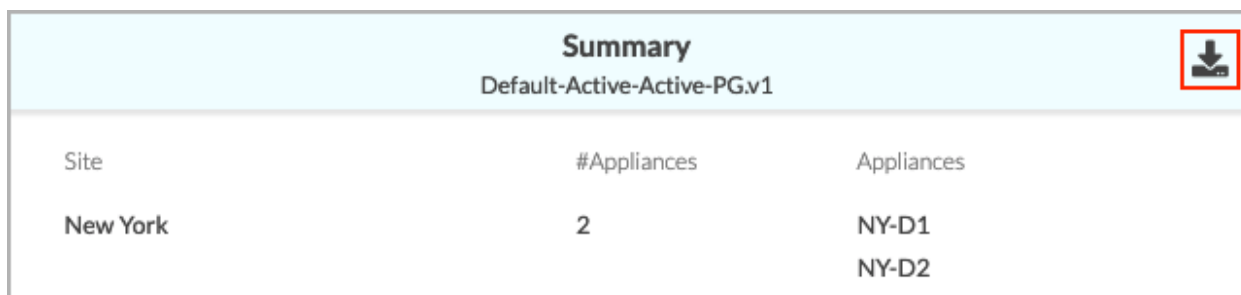 Summary
Default-Active-Active-PG.v1
Site #Appliances Appliances
New York 2 NY-D1
NY-D2